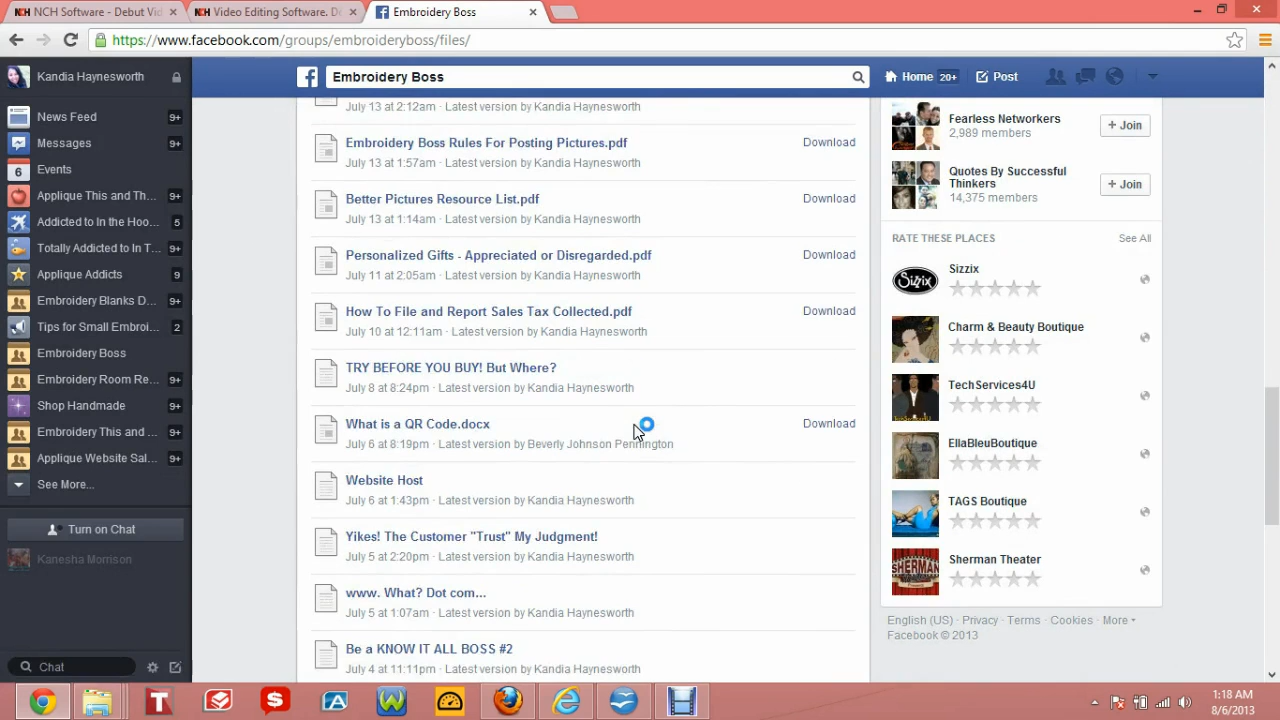 NCH Software - Debut Vid
Video Editing Software. De
Embroidery Boss
https://www.facebook.com/groups/embroideryboss/files/
Kandia Haynesworth
Embroidery Boss
Home 20+
Post
News Feed 9+
Messages 9+
6 Events
Applique This and Th... 9+
Addicted to In the Hoo... 5
Totally Addicted to In T... 9+
Applique Addicts 9
Embroidery Blanks D... 9+
Tips for Small Embroi... 2
Embroidery Boss
Embroidery Room Re... 9+
Shop Handmade 9+
Embroidery This and ... 9+
Applique Website Sal... 9+
See More...
Turn on Chat
Kanesha Morrison
Chat
July 13 at 2:12am · Latest version by Kandia Haynesworth
Embroidery Boss Rules For Posting Pictures.pdf Download
July 13 at 1:57am · Latest version by Kandia Haynesworth
Better Pictures Resource List.pdf Download
July 13 at 1:14am · Latest version by Kandia Haynesworth
Personalized Gifts - Appreciated or Disregarded.pdf Download
July 11 at 2:05am · Latest version by Kandia Haynesworth
How To File and Report Sales Tax Collected.pdf Download
July 10 at 12:11am · Latest version by Kandia Haynesworth
TRY BEFORE YOU BUY! But Where?
July 8 at 8:24pm · Latest version by Kandia Haynesworth
What is a QR Code.docx Download
July 6 at 8:19pm · Latest version by Beverly Johnson Pennington
Website Host
July 6 at 1:43pm · Latest version by Kandia Haynesworth
Yikes! The Customer "Trust" My Judgment!
July 5 at 2:20pm · Latest version by Kandia Haynesworth
www. What? Dot com...
July 5 at 1:07am · Latest version by Kandia Haynesworth
Be a KNOW IT ALL BOSS #2
July 4 at 11:11pm · Latest version by Kandia Haynesworth
Fearless Networkers
2,989 members
+ Join
Quotes By Successful
Thinkers
14,375 members
+ Join
RATE THESE PLACES See All
Sizzix
Sizzix
Charm & Beauty Boutique
TechServices4U
EllaBleuBoutique
TAGS Boutique
Sherman Theater
SHERMAN
English (US) · Privacy · Terms · Cookies · More
Facebook © 2013
1:18 AM
8/6/2013